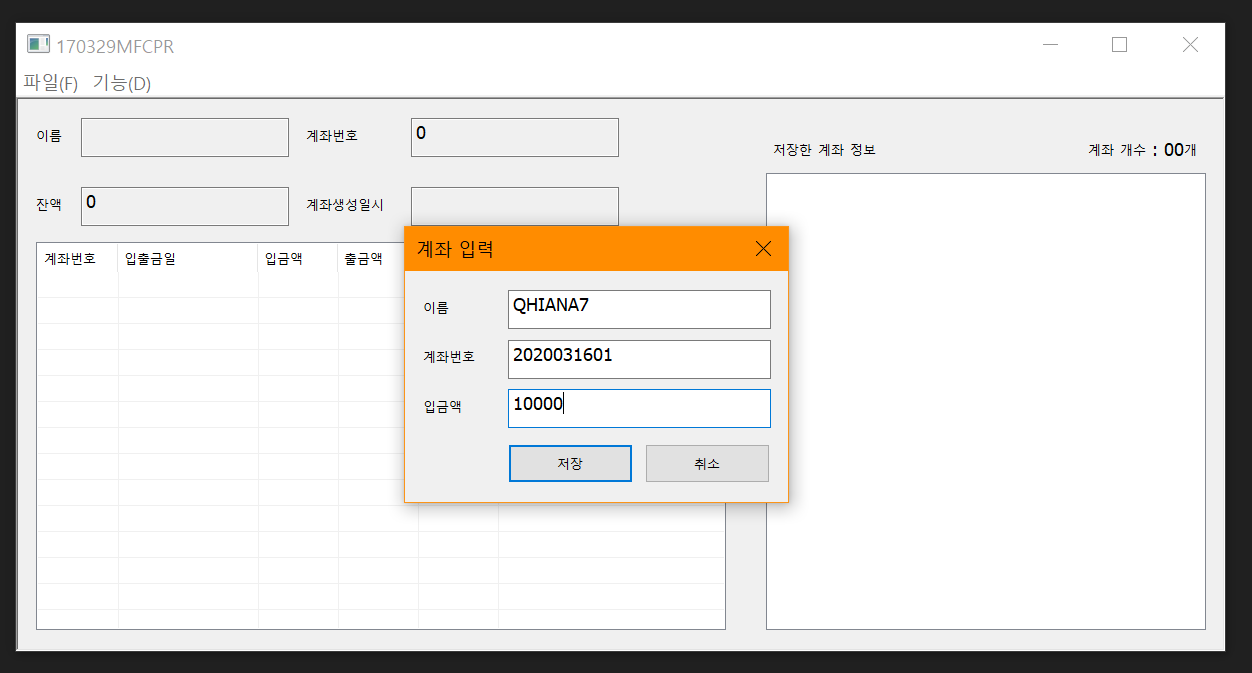 170329MFCPR
파일(F) 기능(D)
이름
계좌번호 0
저장한 계좌 정보 계좌 개수 : 00개
잔액 0
계좌생성일시
계좌번호 입출금일 입금액 출금액
계좌 입력
이름 QHIANA7
계좌번호 2020031601
입금액 10000
저장 취소